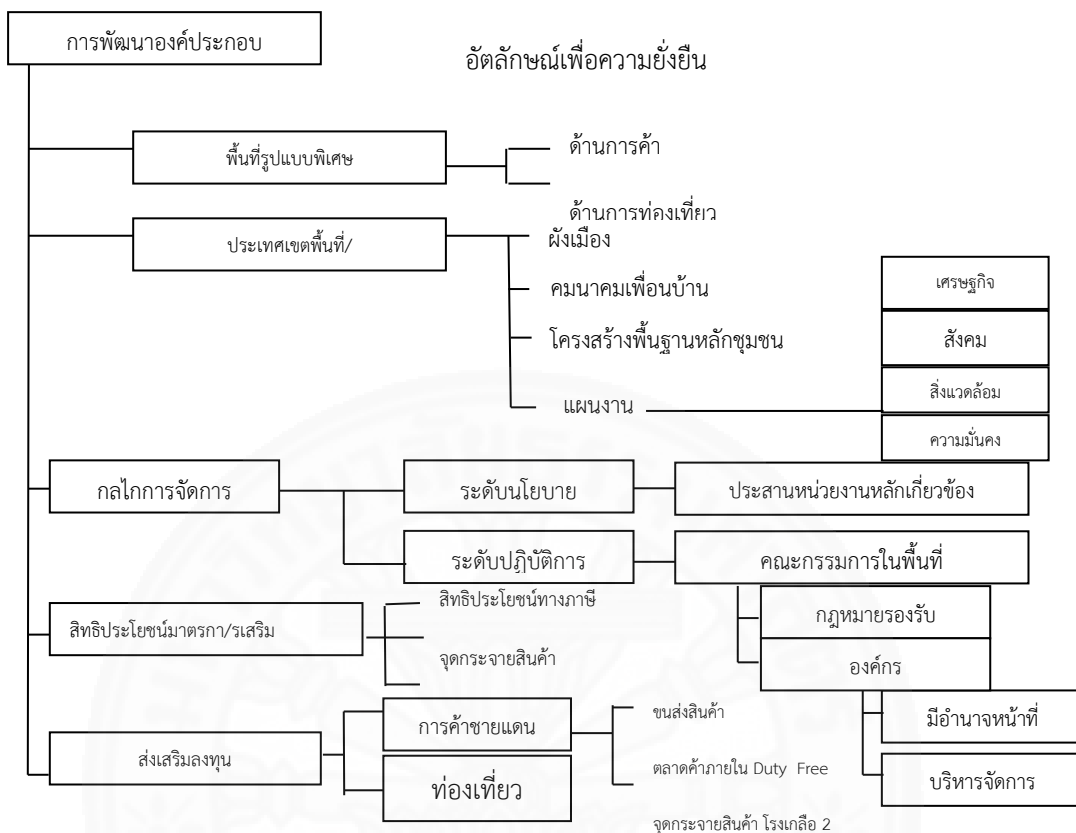 การพัฒนาองค์ประกอบ
อัตลักษณ์เพื่อความยั่งยืน
พื้นที่รูปแบบพิเศษ
ด้านการค้า
ด้านการท่องเที่ยว
ประเทศเขตพื้นที่/
ผังเมือง
คมนาคมเพื่อนบ้าน
โครงสร้างพื้นฐานหลักชุมชน
แผนงาน
เศรษฐกิจ
สังคม
สิ่งแวดล้อม
ความมั่นคง
กลไกการจัดการ
ระดับนโยบาย
ประสานหน่วยงานหลักเกี่ยวข้อง
ระดับปฏิบัติการ
คณะกรรมการในพื้นที่
กฎหมายรองรับ
องค์กร
มีอำนาจหน้าที่
บริหารจัดการ
สิทธิประโยชน์มาตรกา/รเสริม
สิทธิประโยชน์ทางภาษี
จุดกระจายสินค้า
ส่งเสริมลงทุน
การค้าชายแดน
ท่องเที่ยว
ขนส่งสินค้า
ตลาดค้าภายใน Duty Free
จุดกระจายสินค้า โรงเกลือ 2